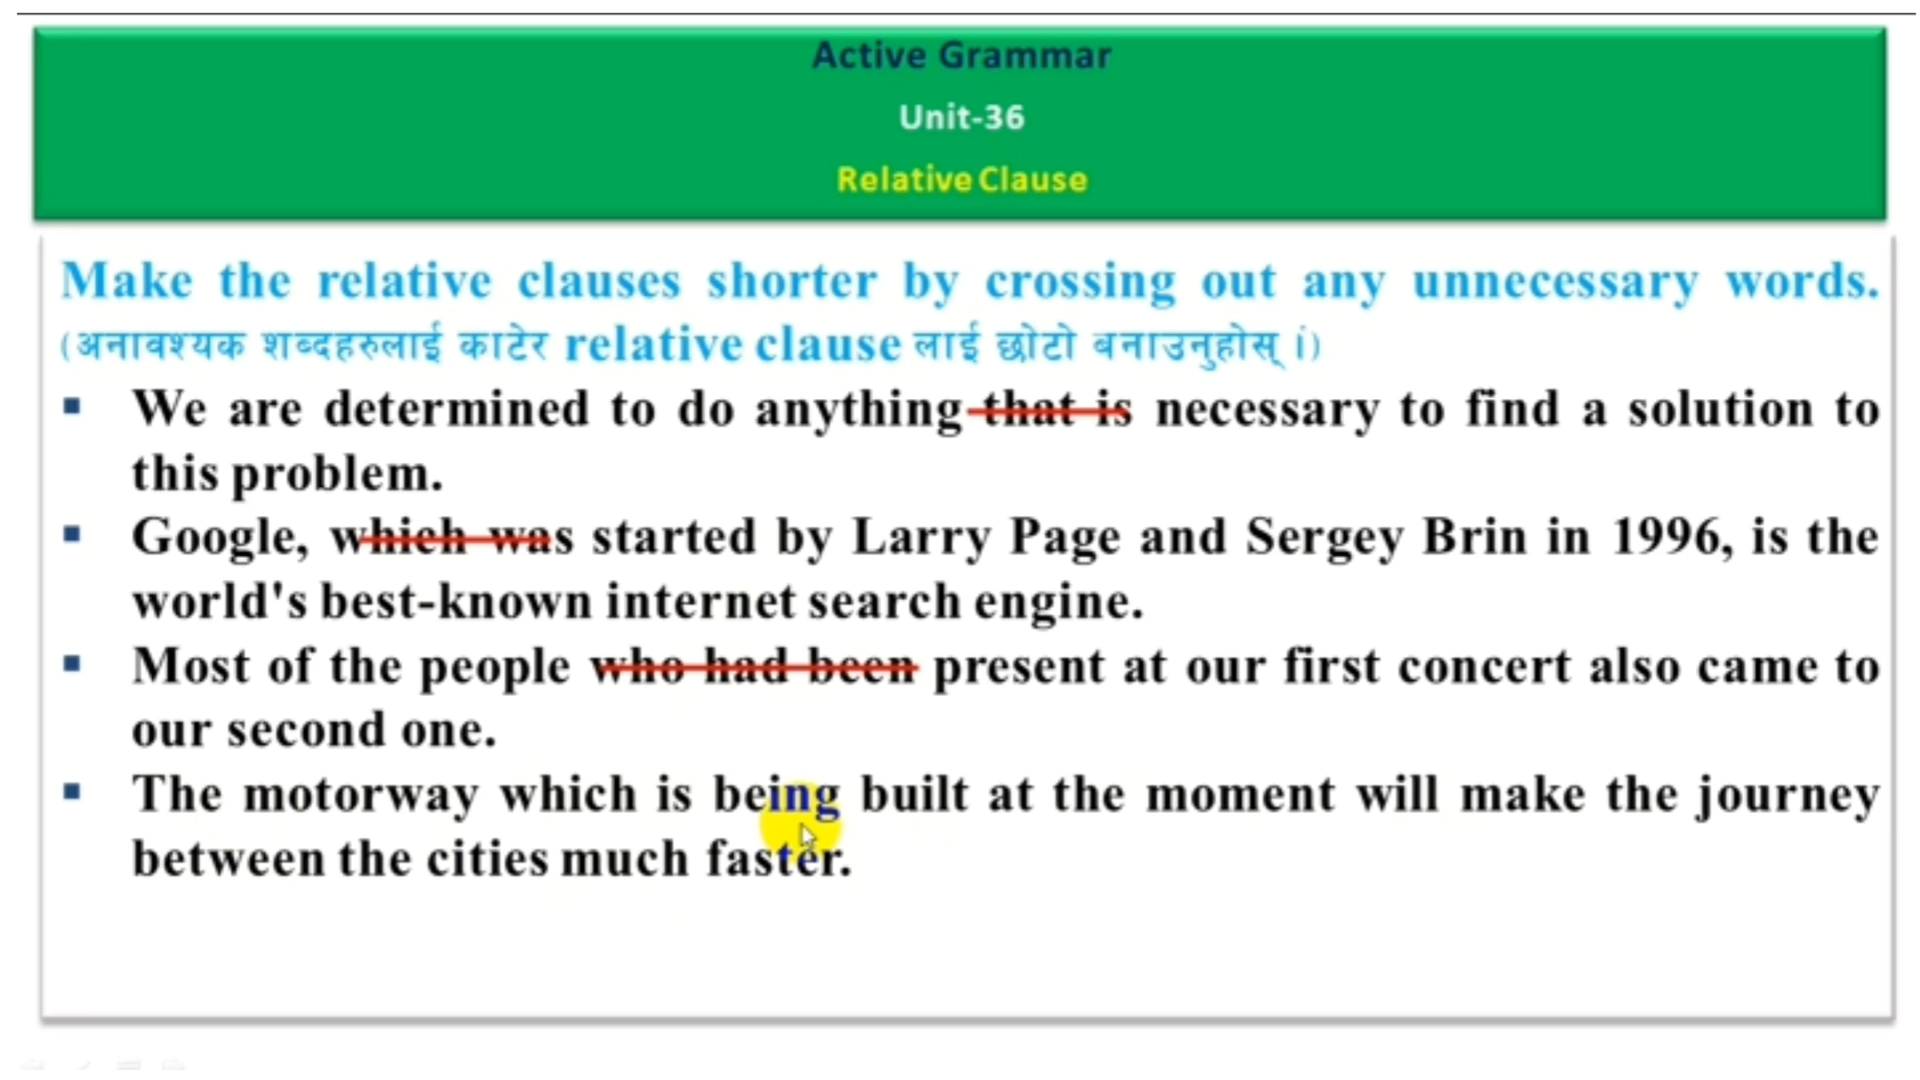 Active Grammar
Unit-36
Relative Clause
Make the relative clauses shorter by crossing out any unnecessary words.
(अनावश्यक शब्दहरुलाई काटेर relative clause लाई छोटो बनाउनुहोस् ।)
▪ We are determined to do anything that is necessary to find a solution to
this problem.
▪ Google, which was started by Larry Page and Sergey Brin in 1996, is the
world's best-known internet search engine.
▪ Most of the people who had been present at our first concert also came to
our second one.
▪ The motorway which is being built at the moment will make the journey
between the cities much faster.